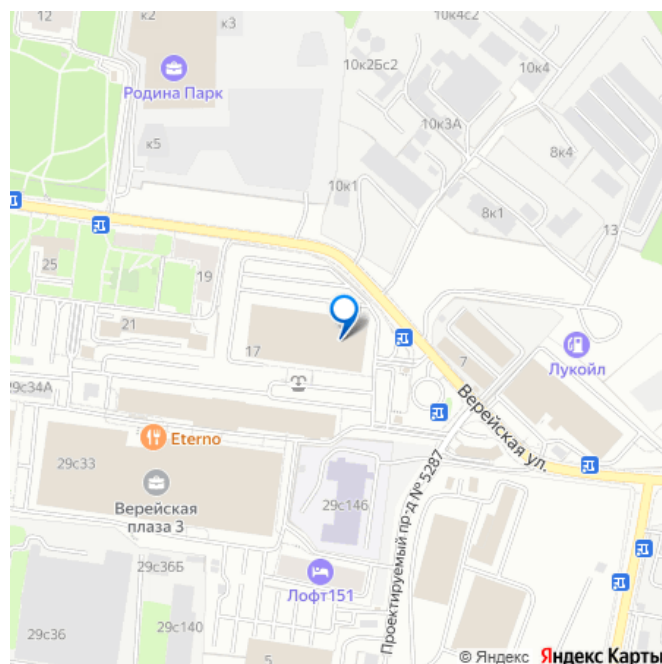 12
к2
к3
10к4с2
10к2Бс2
10к4
Родина Парк
10к3А
к5
8к4
10к1
8к1
13
25
19
21
17
7
Лукойл
29с34А
Верейская ул.
Eterno
29с33
Верейская
плаза 3
29с146
Проектируемый пр-д № 5287
29с36Б
Лофт151
29с36
29с140
5
© Яндекс Яндекс Карты